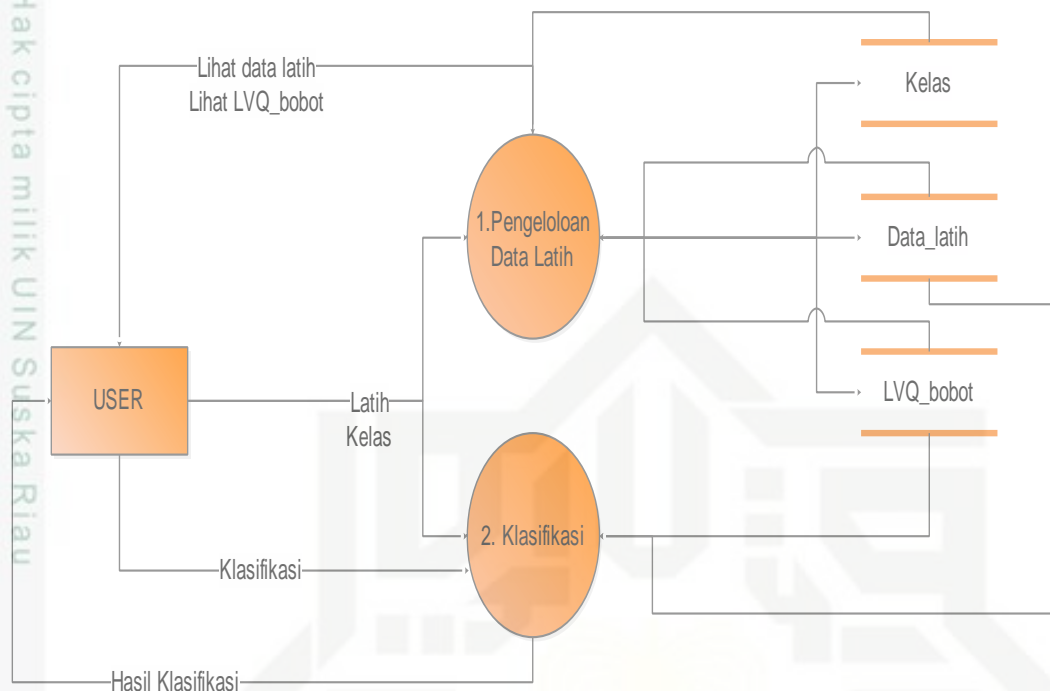 Hak cipta milik UIN Suska Riau
Lihat data latih
Lihat LVQ_bobot
Kelas
1.Pengeloloan
Data Latih
Data_latih
USER
Latih
Kelas
LVQ_bobot
2. Klasifikasi
Klasifikasi
Hasil Klasifikasi